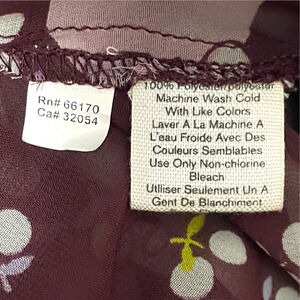 Rn# 66170
Ca# 32054
100% Polyester/polyester
Machine Wash Cold
With Like Colors
Laver A La Machine A
L'eau Froide Avec Des
Couleurs Semblables
Use Only Non-chlorine
Bleach
Utliser Seulement Un A
Gent De Blanchiment